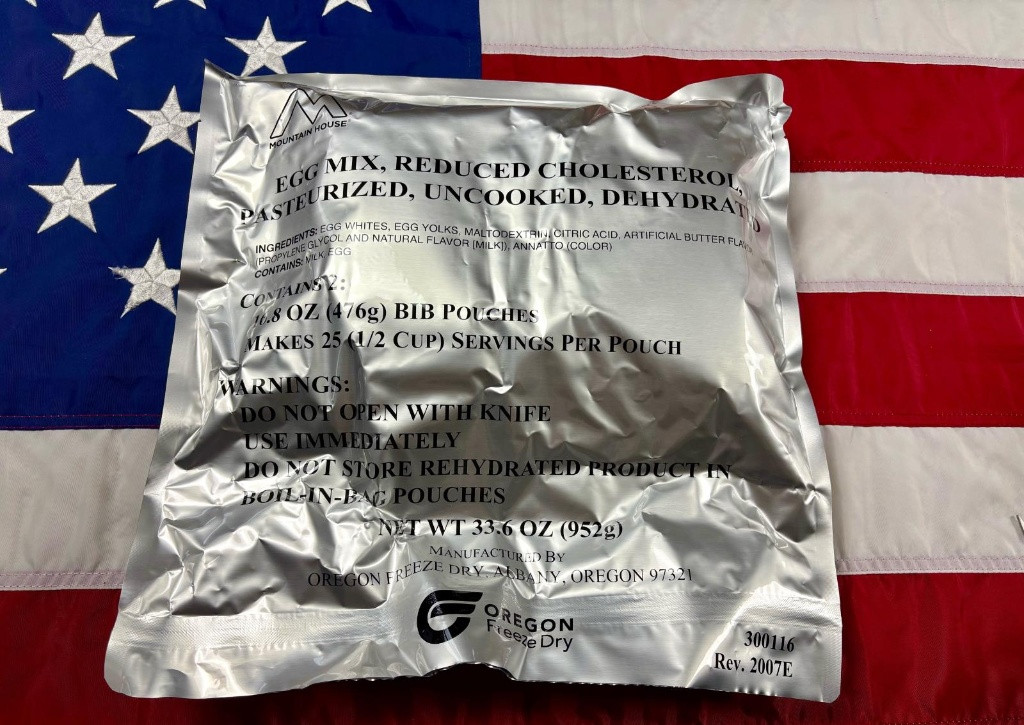 MOUNTAIN HOUSE
EGG MIX, REDUCED CHOLESTEROL,
PASTEURIZED, UNCOOKED, DEHYDRATED
INGREDIENTS: EGG WHITES, EGG YOLKS, MALTODEXTRIN, CITRIC ACID, ARTIFICIAL BUTTER
(PROPYLENE GLYCOL AND NATURAL FLAVOR [MILK]), ANNATTO (COLOR)
CONTAINS: MILK, EGG
CONTAINS 2:
16.8 OZ (476g) BIB POUCHES
MAKES 25 (1/2 CUP) SERVINGS PER POUCH
WARNINGS:
DO NOT OPEN WITH KNIFE
USE IMMEDIATELY
DO NOT STORE REHYDRATED PRODUCT IN
BOIL-IN-BAG POUCHES
NET WT 33.6 OZ (952g)
MANUFACTURED BY
OREGON FREEZE DRY, ALBANY, OREGON 97321
OREGON
FreezeDry
300116
Rev. 2007E